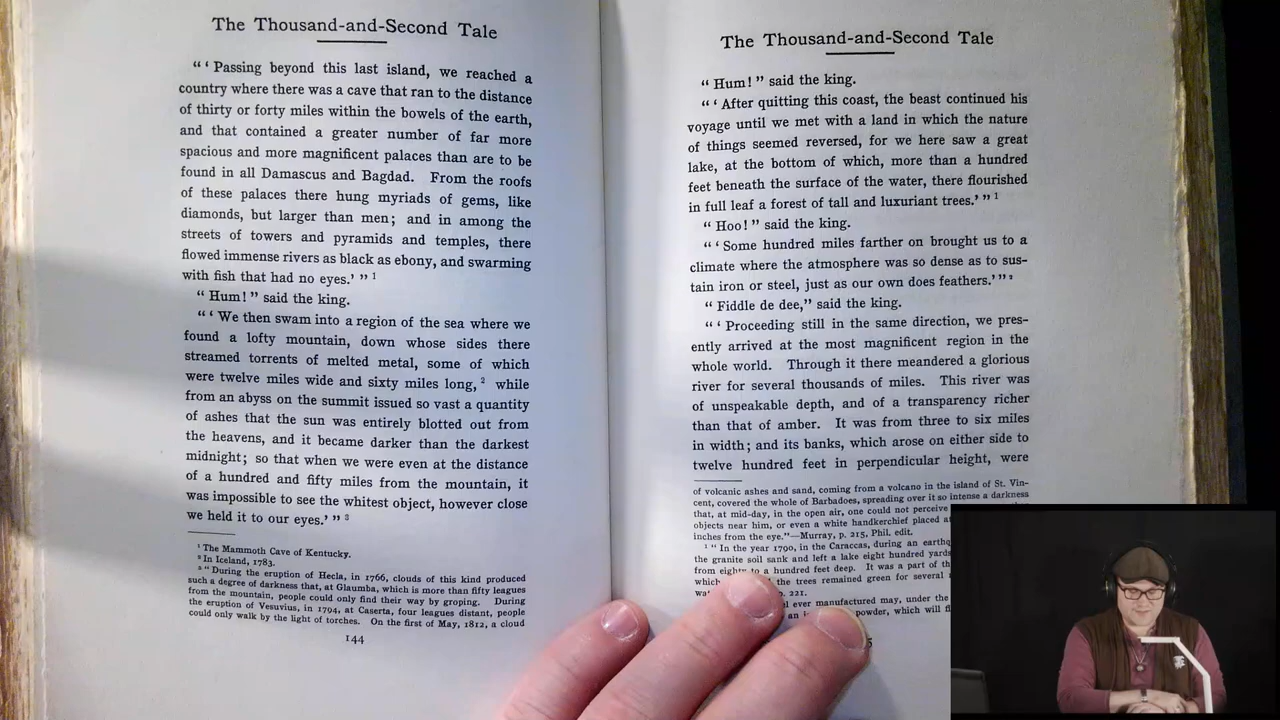 The Thousand-and-Second Tale
“ ‘ Passing beyond this last island, we reached a
country where there was a cave that ran to the distance
of thirty or forty miles within the bowels of the earth,
and that contained a greater number of far more
spacious and more magnificent palaces than are to be
found in all Damascus and Bagdad. From the roofs
of these palaces there hung myriads of gems, like
diamonds, but larger than men; and in among the
streets of towers and pyramids and temples, there
flowed immense rivers as black as ebony, and swarming
with fish that had no eyes.’ ” 1
“ Hum! ” said the king.
“ ‘ We then swam into a region of the sea where we
found a lofty mountain, down whose sides there
streamed torrents of melted metal, some of which
were twelve miles wide and sixty miles long, 2 while
from an abyss on the summit issued so vast a quantity
of ashes that the sun was entirely blotted out from
the heavens, and it became darker than the darkest
midnight; so that when we were even at the distance
of a hundred and fifty miles from the mountain, it
was impossible to see the whitest object, however close
we held it to our eyes.’ ” 3
1 The Mammoth Cave of Kentucky.
2 In Iceland, 1783.
3 “ During the eruption of Hecla, in 1766, clouds of this kind produced
such a degree of darkness that, at Glaumba, which is more than fifty leagues
from the mountain, people could only find their way by groping. During
the eruption of Vesuvius, in 1794, at Caserta, four leagues distant, people
could only walk by the light of torches. On the first of May, 1812, a cloud
144
The Thousand-and-Second Tale
“ Hum! ” said the king.
“ ‘ After quitting this coast, the beast continued his
voyage until we met with a land in which the nature
of things seemed reversed, for we here saw a great
lake, at the bottom of which, more than a hundred
feet beneath the surface of the water, there flourished
in full leaf a forest of tall and luxuriant trees.’ ” 1
“ Hoo! ” said the king.
“ ‘ Some hundred miles farther on brought us to a
climate where the atmosphere was so dense as to sus-
tain iron or steel, just as our own does feathers.’ ” 2
“ Fiddle de dee,” said the king.
“ ‘ Proceeding still in the same direction, we pres-
ently arrived at the most magnificent region in the
whole world. Through it there meandered a glorious
river for several thousands of miles. This river was
of unspeakable depth, and of a transparency richer
than that of amber. It was from three to six miles
in width; and its banks, which arose on either side to
twelve hundred feet in perpendicular height, were
of volcanic ashes and sand, coming from a volcano in the island of St. Vin-
cent, covered the whole of Barbadoes, spreading over it so intense a darkness
that, at mid-day, in the open air, one could not perceive
objects near him, or even a white handkerchief placed
inches from the eye.”—Murray, p. 215, Phil. edit.
1 “ In the year 1790, in the Caraccas, during an
the granite soil sank and left a lake eight hundred yards
from eighty to a hundred feet deep. It was a part of
which the trees remained green for several
221.
ever manufactured may, under the
powder, which will